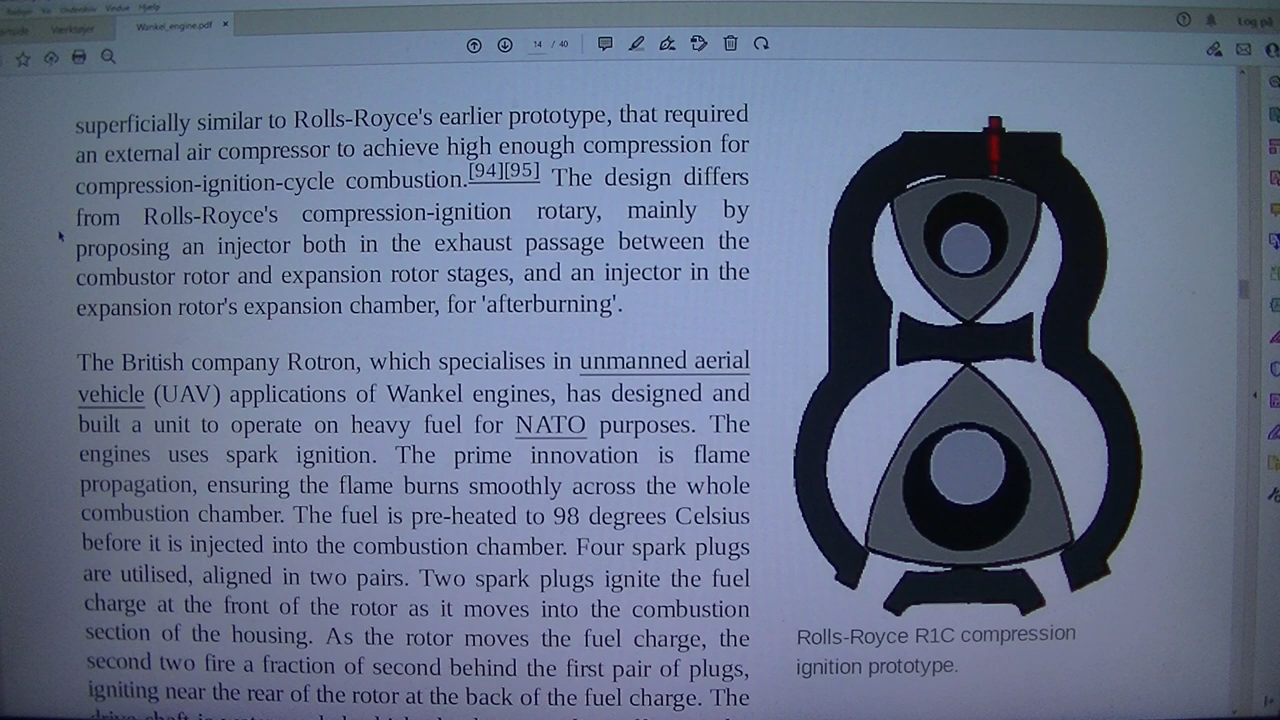 Vindue Hjælp
Værktøjer
Wankel_engine.pdf ×
Log på
14 / 40
superficially similar to Rolls-Royce's earlier prototype, that required
an external air compressor to achieve high enough compression for
compression-ignition-cycle combustion.[94][95] The design differs
from Rolls-Royce's compression-ignition rotary, mainly by
proposing an injector both in the exhaust passage between the
combustor rotor and expansion rotor stages, and an injector in the
expansion rotor's expansion chamber, for 'afterburning'.
The British company Rotron, which specialises in unmanned aerial
vehicle (UAV) applications of Wankel engines, has designed and
built a unit to operate on heavy fuel for NATO purposes. The
engines uses spark ignition. The prime innovation is flame
propagation, ensuring the flame burns smoothly across the whole
combustion chamber. The fuel is pre-heated to 98 degrees Celsius
before it is injected into the combustion chamber. Four spark plugs
are utilised, aligned in two pairs. Two spark plugs ignite the fuel
charge at the front of the rotor as it moves into the combustion
section of the housing. As the rotor moves the fuel charge, the
second two fire a fraction of second behind the first pair of plugs,
igniting near the rear of the rotor at the back of the fuel charge. The
Rolls-Royce R1C compression
ignition prototype.